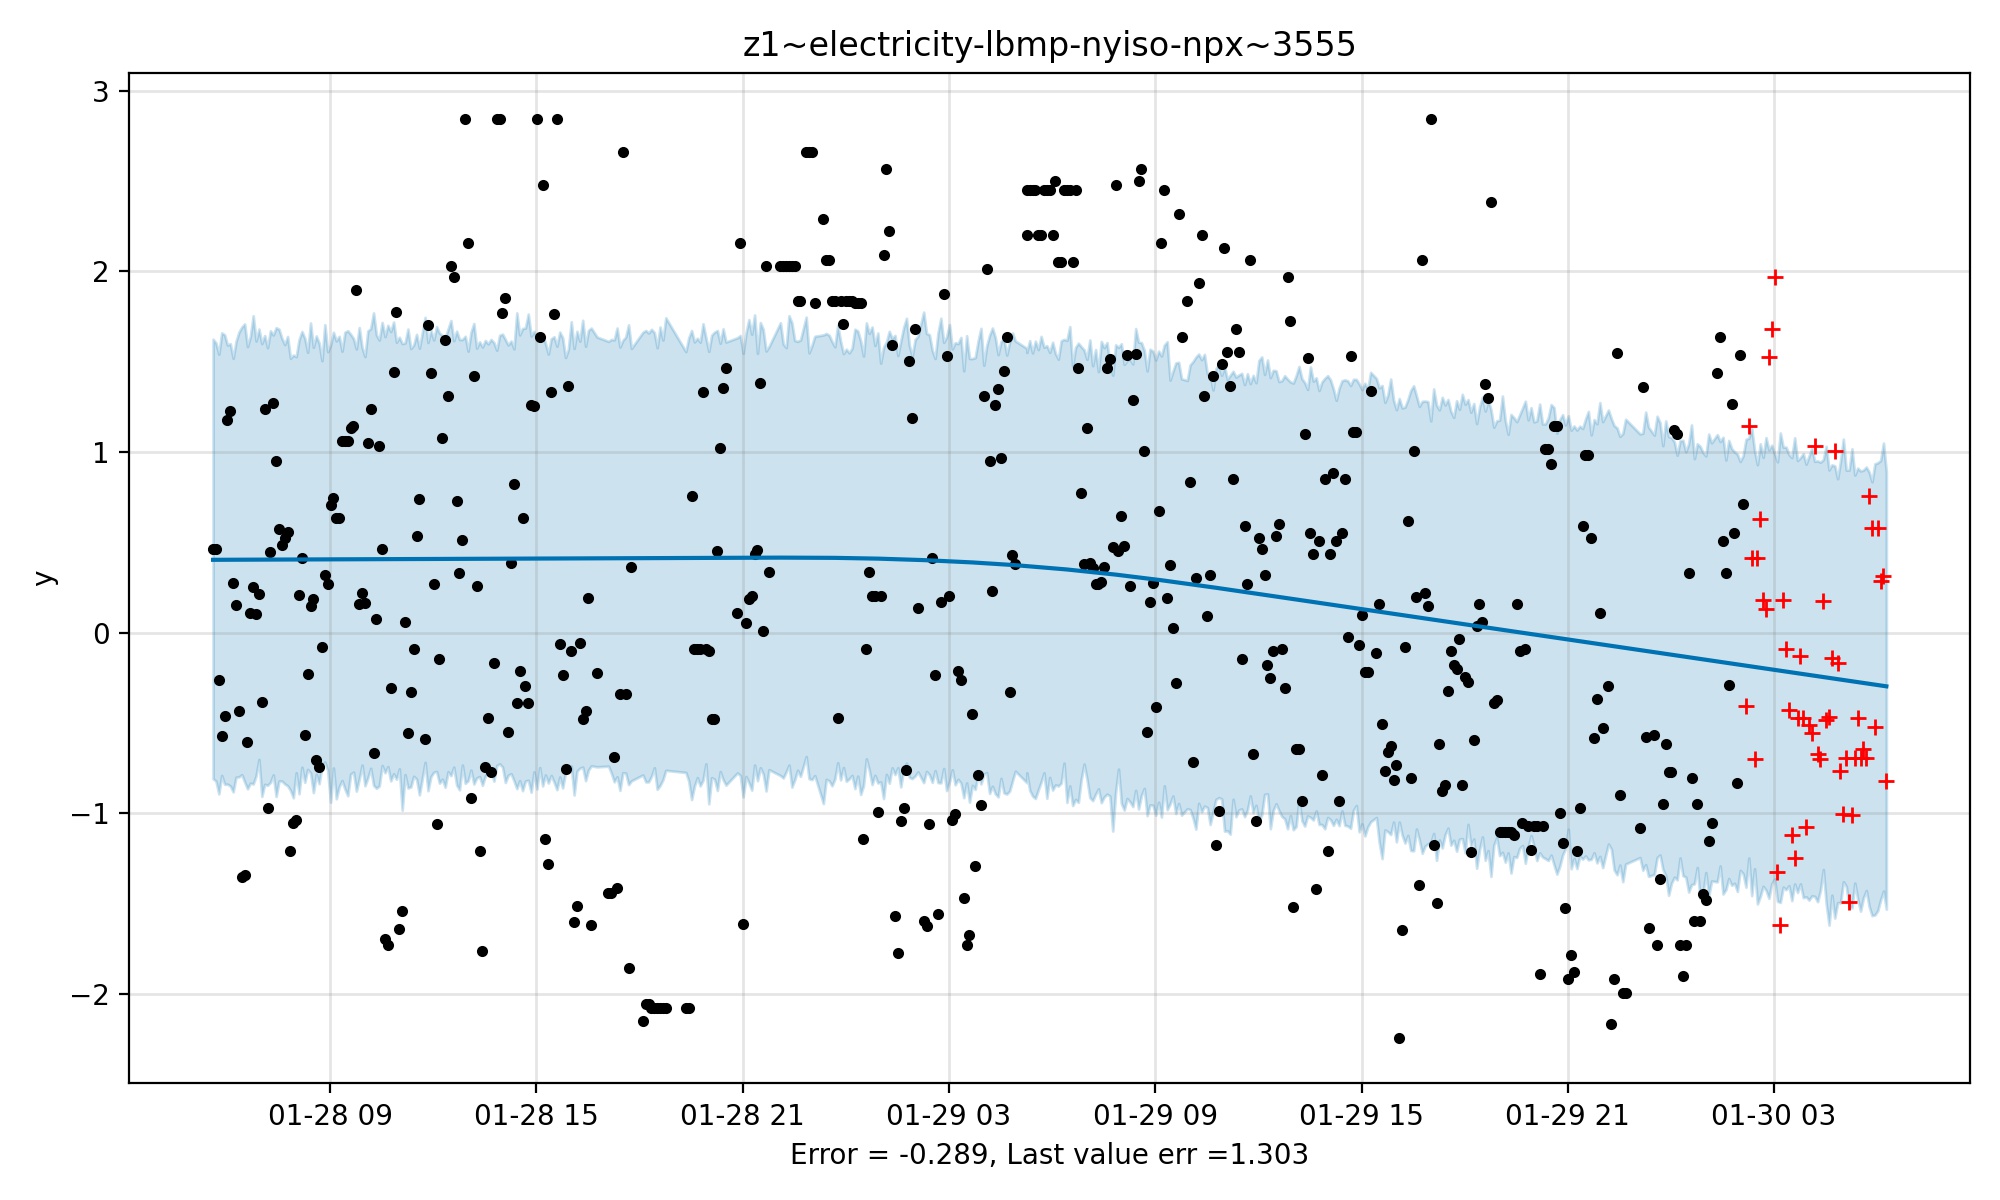 z1~electricity-lbmp-nyiso-npx~3555
3
2
1
0
−1
−2
y
01-28 09 01-28 15 01-28 21 01-29 03 01-29 09 01-29 15 01-29 21 01-30 03
Error = -0.289, Last value err =1.303